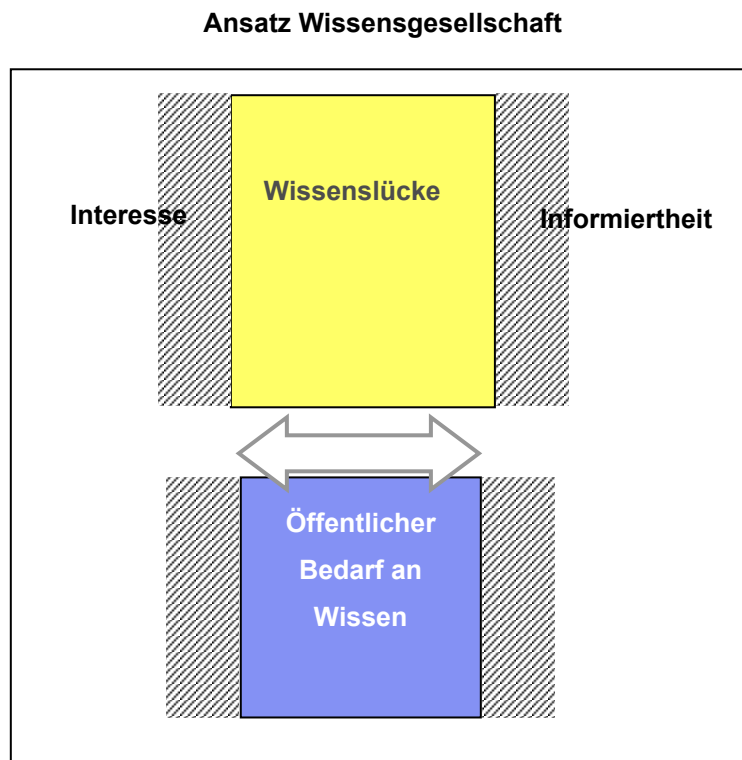 Ansatz Wissensgesellschaft
Wissenslücke
Interesse
Informiertheit
Öffentlicher
Bedarf an
Wissen